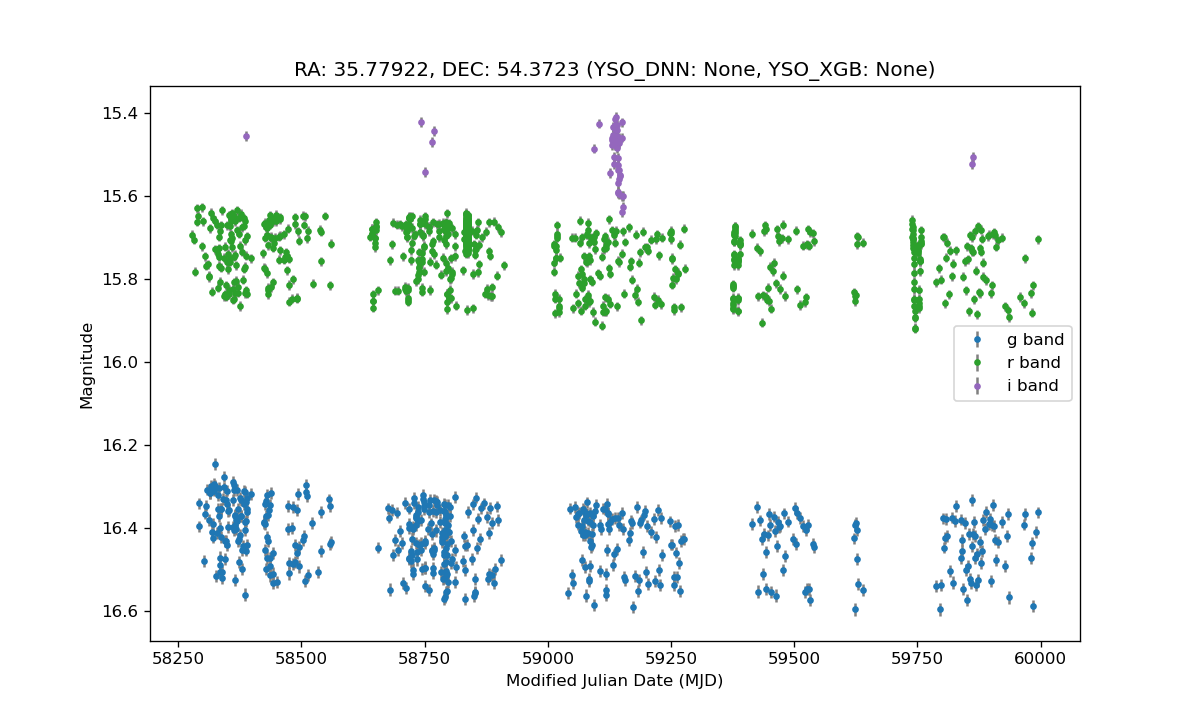 RA: 35.77922, DEC: 54.3723 (YSO_DNN: None, YSO_XGB: None)
15.4
15.6
15.8
16.0
16.2
16.4
16.6
Magnitude
g band
r band
i band
58250 58500 58750 59000 59250 59500 59750 60000
Modified Julian Date (MJD)